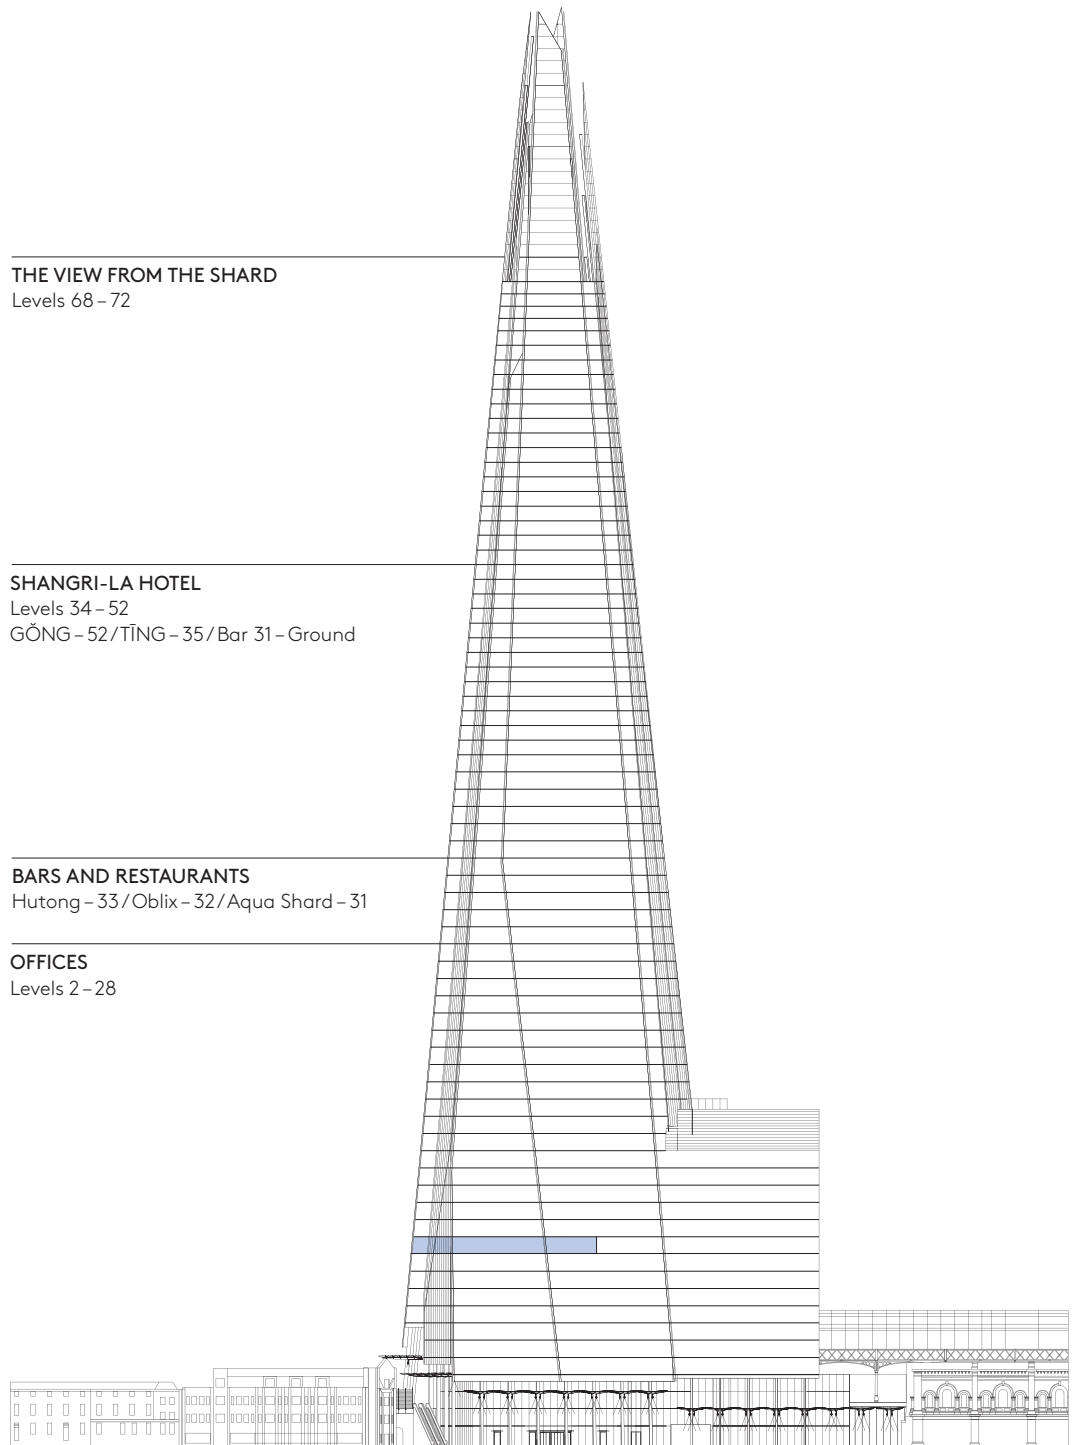 THE VIEW FROM THE SHARD
Levels 68 – 72
SHANGRI-LA HOTEL
Levels 34 – 52
GǑNG – 52 / TĪNG – 35 / Bar 31 – Ground
BARS AND RESTAURANTS
Hutong – 33 / Oblix – 32 / Aqua Shard – 31
OFFICES
Levels 2 – 28